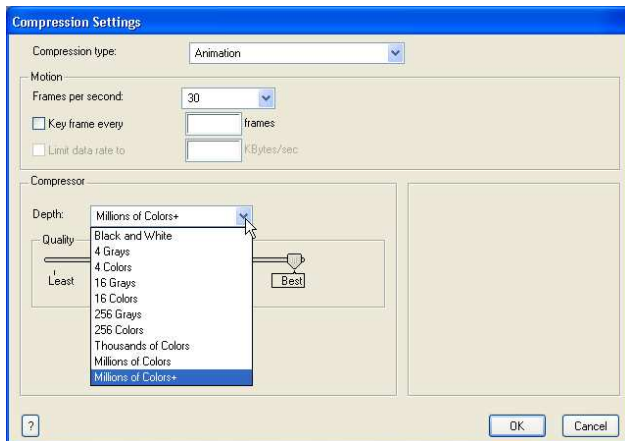 Compression Settings
Compression type: Animation
Motion
Frames per second: 30
Key frame every frames
Limit data rate to KBytes/sec
Compressor
Depth: Millions of Colors+
Quality
Least Best
Black and White
4 Grays
4 Colors
16 Grays
16 Colors
256 Grays
256 Colors
Thousands of Colors
Millions of Colors
Millions of Colors+
? OK Cancel